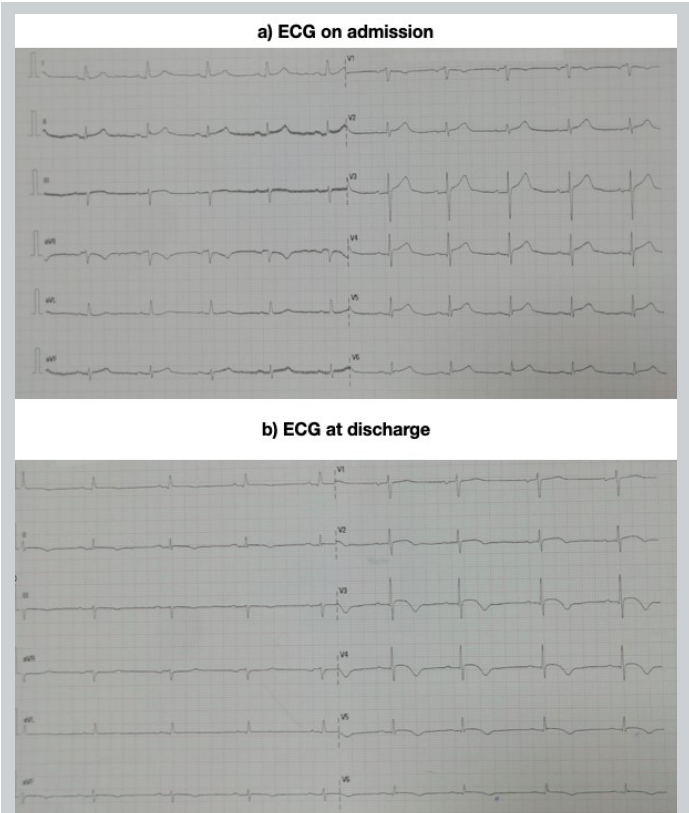 a) ECG on admission
I
V1
II
V2
III
V3
aVR
V4
aVL
V5
aVF
V6
b) ECG at discharge
V1
II
V2
III
V3
aVR
V4
aVL
V5
aVF
V6